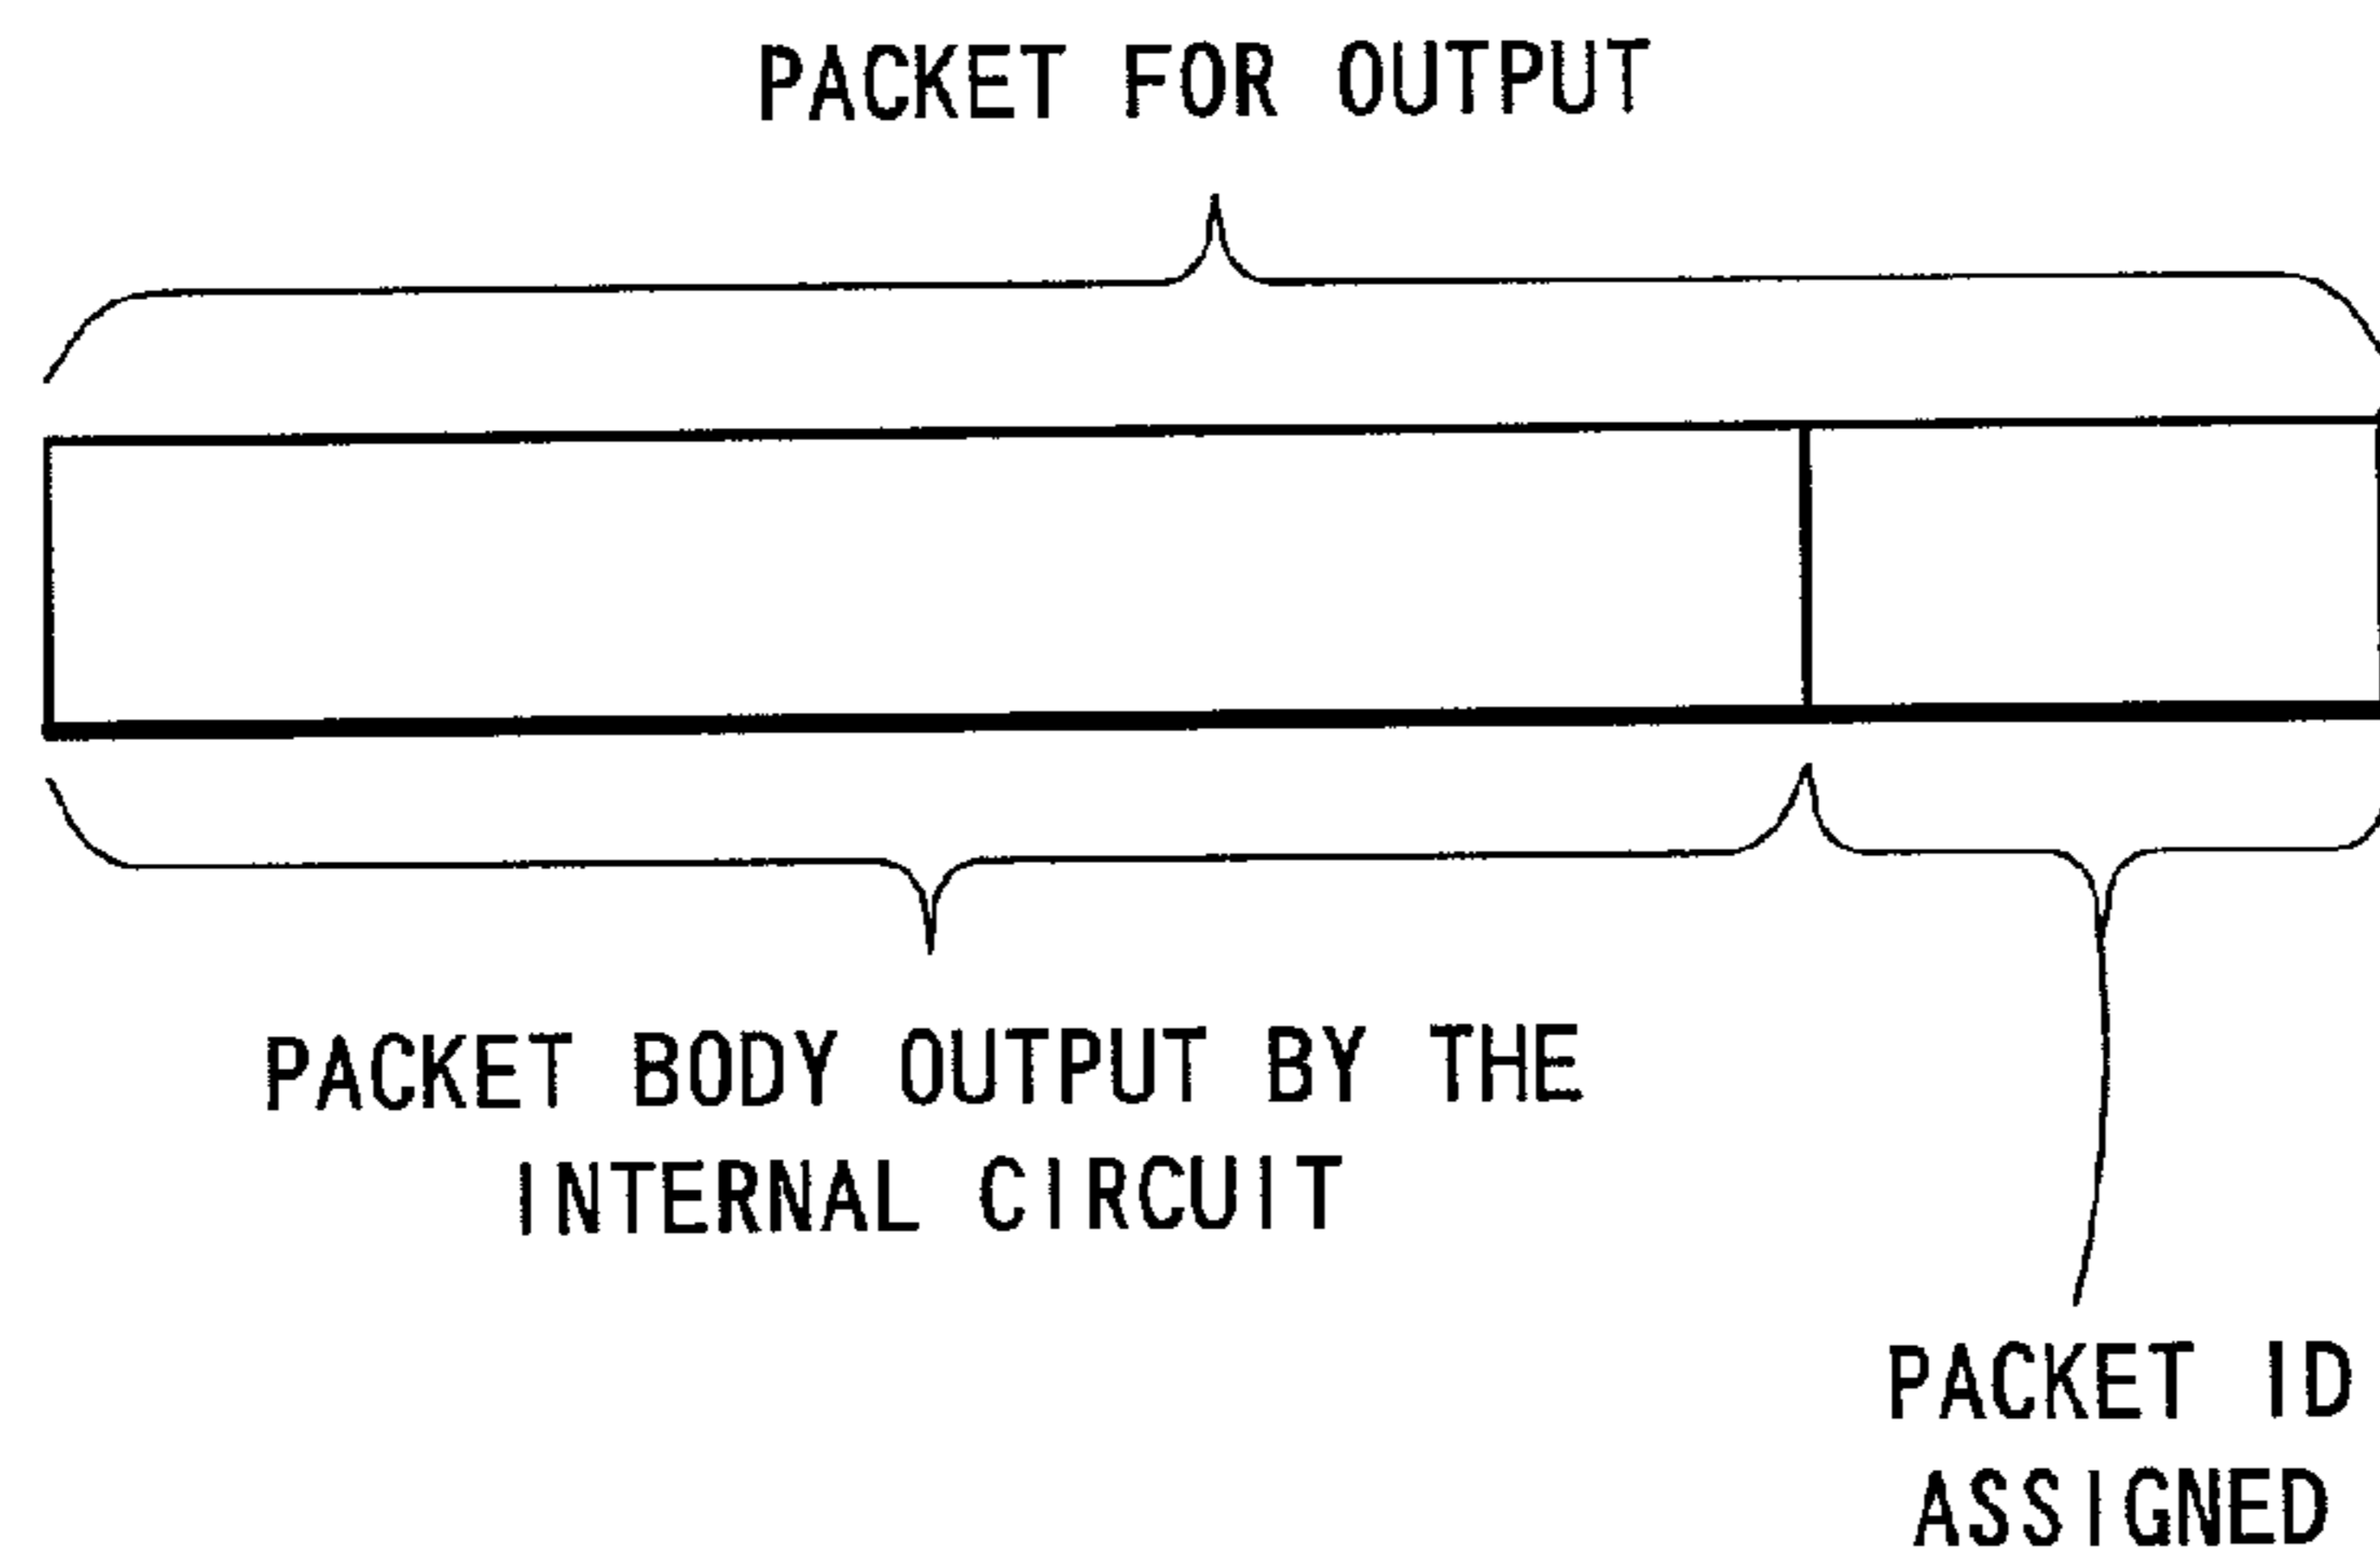 PACKET FOR OUTPUT
PACKET BODY OUTPUT BY THE
INTERNAL CIRCUIT
PACKET ID
ASSIGNED